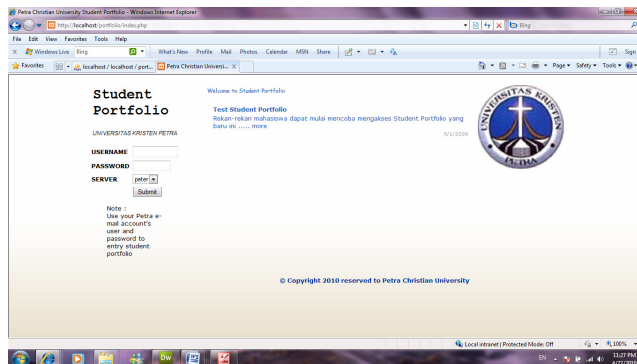 Petra Christian University Student Portfolio - Windows Internet Explorer
http://localhost/portfolio/index.php
Bing
File Edit View Favorites Tools Help
Windows Live Bing What's New Profile Mail Photos Calendar MSN Share Sign
Favorites localhost / localhost / port... Petra Christian Universi... Page Safety Tools
Student
Portfolio
UNIVERSITAS KRISTEN PETRA
USERNAME
PASSWORD
SERVER peter
Submit
Note :
Use your Petra e-
mail account's
user and
password to
entry student
portfolio
Welcome to Student Portfolio
Test Student Portfolio
Rekan-rekan mahasiswa dapat mulai mencoba mengakses Student Portfolio yang
baru ini ..... more
5/1/2009
UNIVERSITAS KRISTEN
PETRA
© Copyright 2010 reserved to Petra Christian University
Local intranet | Protected Mode: Off 100%
Dw
EN 11:27 PM